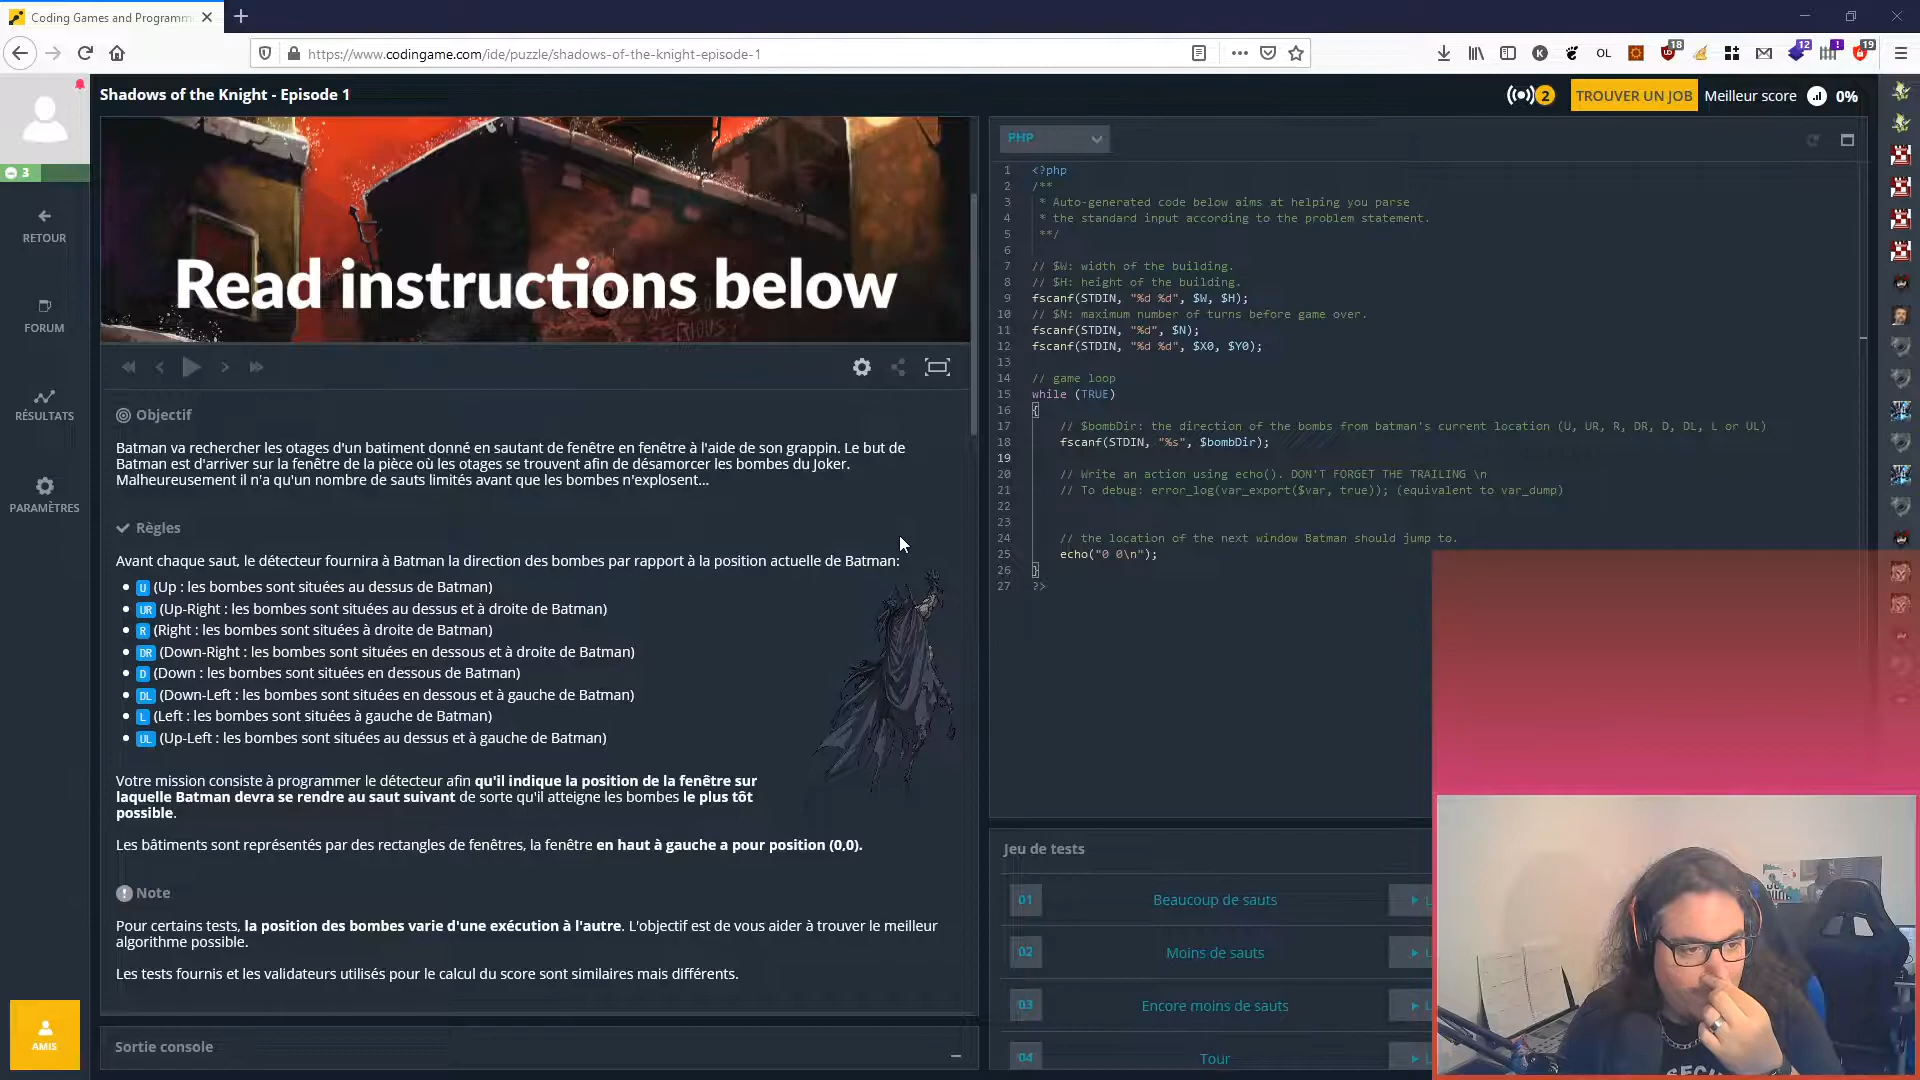 Coding Games and Programm
https://www.codingame.com/ide/puzzle/shadows-of-the-knight-episode-1
K
OL
18
12
!
19
Shadows of the Knight - Episode 1
2
TROUVER UN JOB
Meilleur score
0%
3
RETOUR
FORUM
RÉSULTATS
PARAMÈTRES
AMIS
Read instructions below
Objectif
Batman va rechercher les otages d'un batiment donné en sautant de fenêtre en fenêtre à l'aide de son grappin. Le but de
Batman est d'arriver sur la fenêtre de la pièce où les otages se trouvent afin de désamorcer les bombes du Joker.
Malheureusement il n'a qu'un nombre de sauts limités avant que les bombes n'explosent...
Règles
Avant chaque saut, le détecteur fournira à Batman la direction des bombes par rapport à la position actuelle de Batman:
U (Up : les bombes sont situées au dessus de Batman)
UR (Up-Right : les bombes sont situées au dessus et à droite de Batman)
R (Right : les bombes sont situées à droite de Batman)
DR (Down-Right : les bombes sont situées en dessous et à droite de Batman)
D (Down : les bombes sont situées en dessous de Batman)
DL (Down-Left : les bombes sont situées en dessous et à gauche de Batman)
L (Left : les bombes sont situées à gauche de Batman)
UL (Up-Left : les bombes sont situées au dessus et à gauche de Batman)
Votre mission consiste à programmer le détecteur afin qu'il indique la position de la fenêtre sur
laquelle Batman devra se rendre au saut suivant de sorte qu'il atteigne les bombes le plus tôt
possible.
Les bâtiments sont représentés par des rectangles de fenêtres, la fenêtre en haut à gauche a pour position (0,0).
Note
Pour certains tests, la position des bombes varie d'une exécution à l'autre. L'objectif est de vous aider à trouver le meilleur
algorithme possible.
Les tests fournis et les validateurs utilisés pour le calcul du score sont similaires mais différents.
Sortie console
PHP
1 <?php
2 /**
3 * Auto-generated code below aims at helping you parse
4 * the standard input according to the problem statement.
5 **/
6
7 // $W: width of the building.
8 // $H: height of the building.
9 fscanf(STDIN, "%d %d", $W, $H);
10 // $N: maximum number of turns before game over.
11 fscanf(STDIN, "%d", $N);
12 fscanf(STDIN, "%d %d", $X0, $Y0);
13
14 // game loop
15 while (TRUE)
16 {
17 // $bombDir: the direction of the bombs from batman's current location (U, UR, R, DR, D, DL, L or UL)
18 fscanf(STDIN, "%s", $bombDir);
19
20 // Write an action using echo(). DON'T FORGET THE TRAILING \n
21 // To debug: error_log(var_export($var, true)); (equivalent to var_dump)
22
23
24 // the location of the next window Batman should jump to.
25 echo("0 0\n");
26 }
27 ?>
Jeu de tests
01 Beaucoup de sauts
02 Moins de sauts
03 Encore moins de sauts
04 Tour